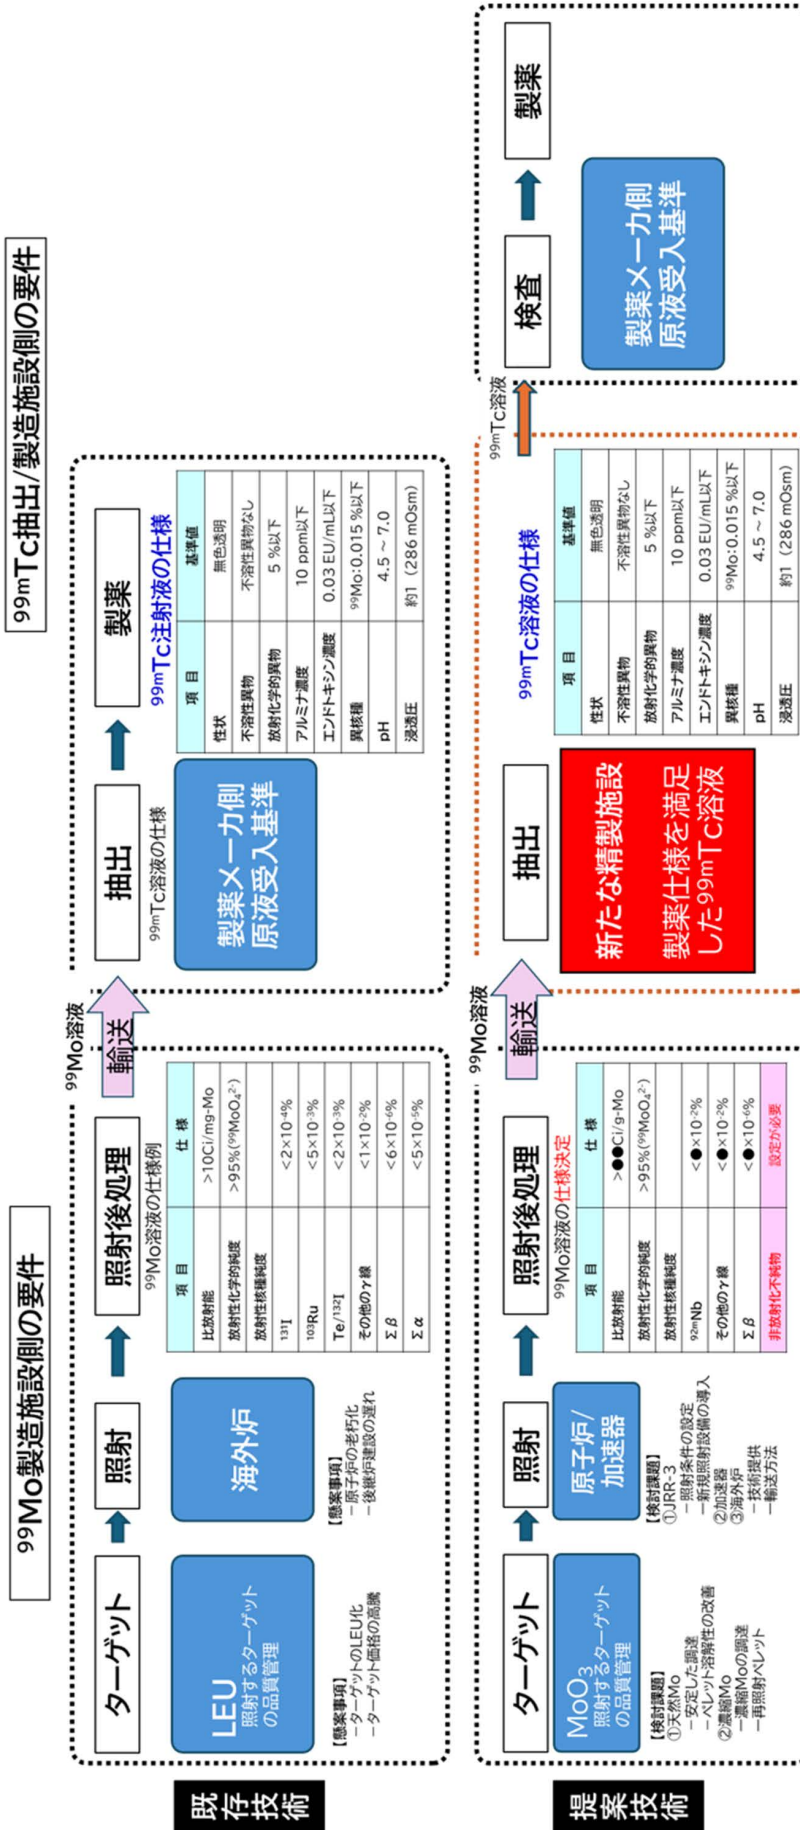 ⁹⁹Mo製造施設側の要件
⁹⁹ᵐTc抽出/製造施設側の要件
既存技術
ターゲット
照射
照射後処理
⁹⁹Mo溶液
輸送
抽出
製薬
LEU
照射するターゲット
の品質管理
【懸案事項】
－ターゲットのLEU化
－ターゲット価格の高騰
海外炉
【懸案事項】
－原子炉の老朽化
－後継炉建設の遅れ
⁹⁹Mo溶液の仕様例
項 目 仕 様
比放射能 >10Ci/mg-Mo
放射性化学的純度 >95%(⁹⁹MoO₄²⁻)
放射性核種純度
¹³¹I <2×10⁻⁴%
¹⁰³Ru <5×10⁻³%
Te/¹³²I <2×10⁻³%
その他のγ線 <1×10⁻²%
Σβ <6×10⁻⁶%
Σα <5×10⁻⁵%
⁹⁹ᵐTc溶液の仕様
製薬メーカ側
原液受入基準
⁹⁹ᵐTc注射液の仕様
項 目 基準値
性状 無色透明
不溶性異物 不溶性異物なし
放射化学的異物 5 %以下
アルミナ濃度 10 ppm以下
エンドトキシン濃度 0.03 EU/mL以下
異核種 ⁹⁹Mo:0.015 %以下
pH 4.5 ~ 7.0
浸透圧 約1（286 mOsm）
提案技術
ターゲット
照射
照射後処理
⁹⁹Mo溶液
輸送
抽出
⁹⁹ᵐTc溶液
検査
製薬
MoO₃
照射するターゲット
の品質管理
【検討課題】
①天然Mo
－安定した調達
－ペレット溶解性の改善
②濃縮Mo
－濃縮Moの調達
－再照射ペレット
原子炉/
加速器
【検討課題】
①JRR-3
－照射条件の設定
－新規照射設備の導入
②加速器
③海外炉
－技術提供
－輸送方法
⁹⁹Mo溶液の仕様決定
項 目 仕 様
比放射能 >●●Ci/g-Mo
放射性化学的純度 >95%(⁹⁹MoO₄²⁻)
放射性核種純度
⁹²ᵐNb <●×10⁻²%
その他のγ線 <●×10⁻²%
Σβ <●×10⁻⁶%
非放射化不純物 設定が必要
新たな精製施設
製薬仕様を満足
した⁹⁹ᵐTc溶液
⁹⁹ᵐTc溶液の仕様
項 目 基準値
性状 無色透明
不溶性異物 不溶性異物なし
放射化学的異物 5 %以下
アルミナ濃度 10 ppm以下
エンドトキシン濃度 0.03 EU/mL以下
異核種 ⁹⁹Mo:0.015 %以下
pH 4.5 ~ 7.0
浸透圧 約1（286 mOsm）
製薬メーカ側
原液受入基準